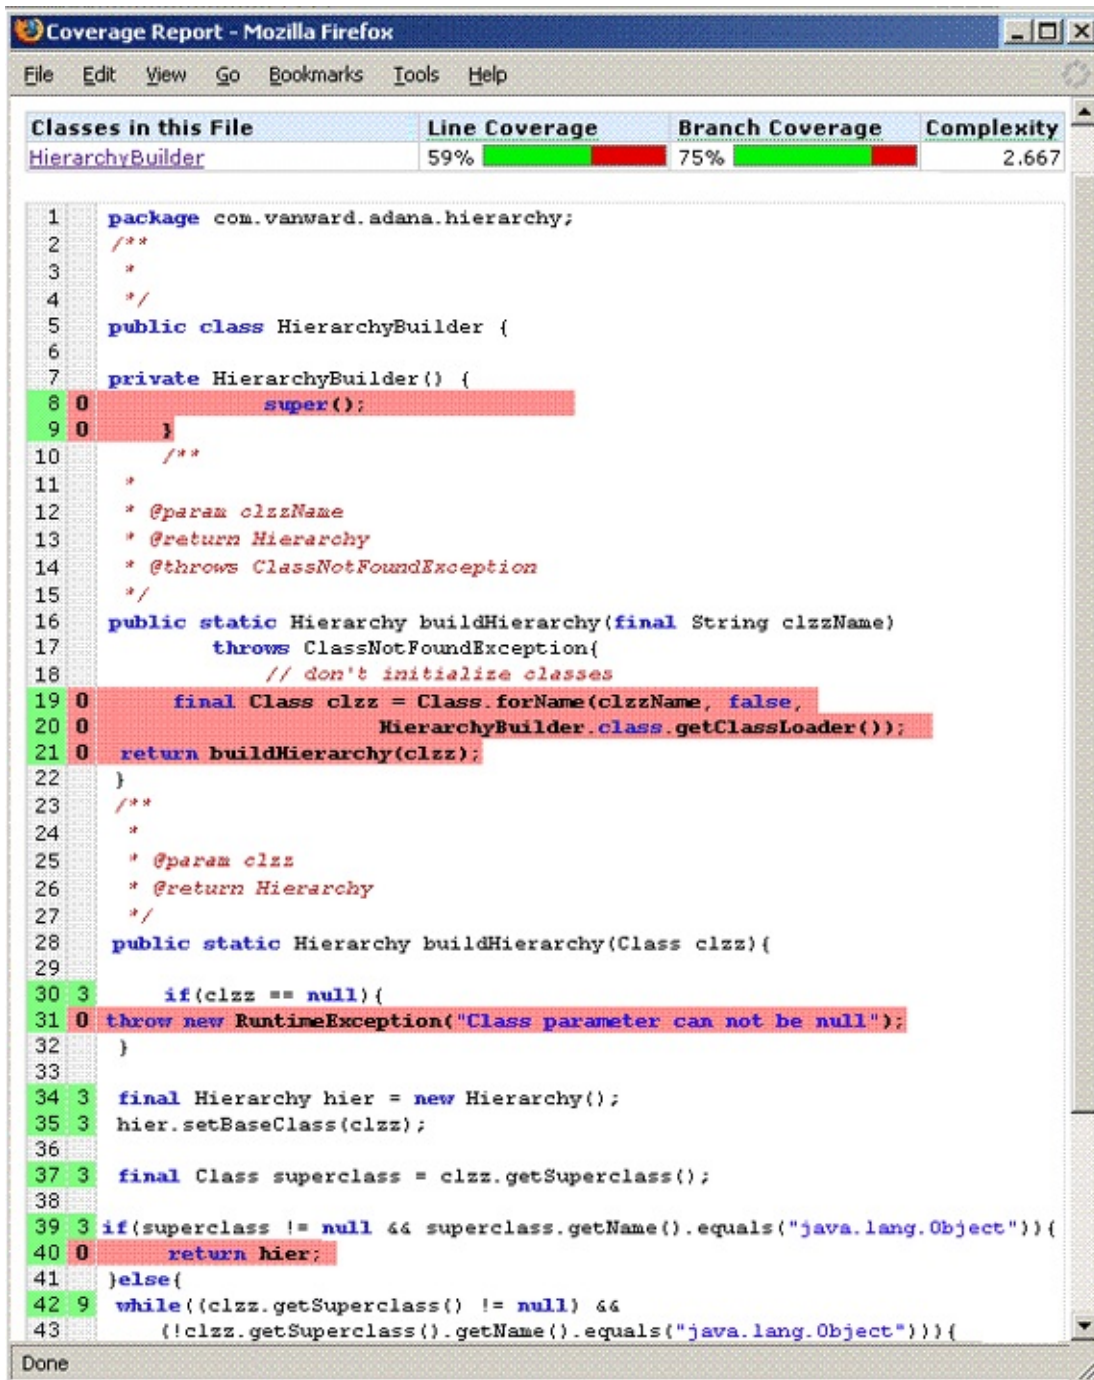 Coverage Report - Mozilla Firefox
File Edit View Go Bookmarks Tools Help
Classes in this File Line Coverage Branch Coverage Complexity
HierarchyBuilder 59% 75% 2.667
1 package com.vanward.adana.hierarchy;
2 /**
3 *
4 */
5 public class HierarchyBuilder {
6
7 private HierarchyBuilder() {
8 0 super();
9 0 }
10 /**
11 *
12 * @param clzzName
13 * @return Hierarchy
14 * @throws ClassNotFoundException
15 */
16 public static Hierarchy buildHierarchy(final String clzzName)
17 throws ClassNotFoundException{
18 // don't initialize classes
19 0 final Class clzz = Class.forName(clzzName, false,
20 0 HierarchyBuilder.class.getClassLoader());
21 0 return buildHierarchy(clzz);
22 }
23 /**
24 *
25 * @param clzz
26 * @return Hierarchy
27 */
28 public static Hierarchy buildHierarchy(Class clzz){
29
30 3 if(clzz == null){
31 0 throw new RuntimeException("Class parameter can not be null");
32 }
33
34 3 final Hierarchy hier = new Hierarchy();
35 3 hier.setBaseClass(clzz);
36
37 3 final Class superclass = clzz.getSuperclass();
38
39 3 if(superclass != null && superclass.getName().equals("java.lang.Object")){
40 0 return hier;
41 }else{
42 9 while((clzz.getSuperclass() != null) &&
43 (!clzz.getSuperclass().getName().equals("java.lang.Object"))){
Done